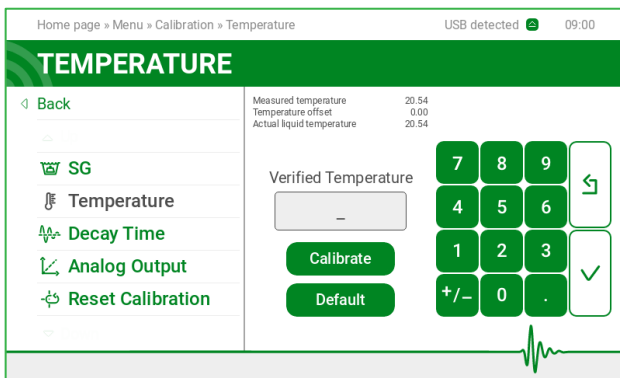 Home page » Menu » Calibration » Temperature USB detected 09:00
TEMPERATURE
Back
Measured temperature 20.54
Temperature offset 0.00
Actual liquid temperature 20.54
SG
Temperature
Decay Time
Analog Output
Reset Calibration
Verified Temperature
_
Calibrate
Default
7 8 9
4 5 6
1 2 3
+/- 0 .